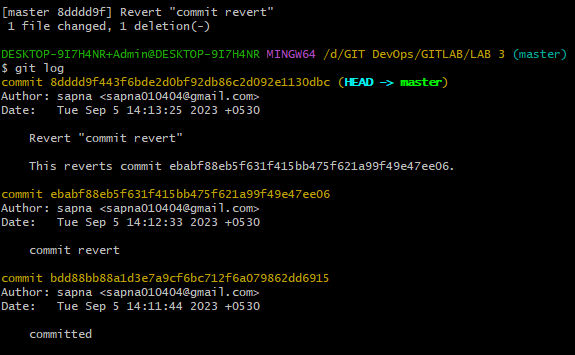 [master 8dddd9f] Revert "commit revert"
1 file changed, 1 deletion(-)
DESKTOP-9I7H4NR+Admin@DESKTOP-9I7H4NR MINGW64 /d/GIT DevOps/GITLAB/LAB 3 (master)
$ git log
commit 8dddd9f443f6bde2d0bf92db86c2d092e1130dbc (HEAD -> master)
Author: sapna <sapna010404@gmail.com>
Date:   Tue Sep 5 14:13:25 2023 +0530
Revert "commit revert"
This reverts commit ebabf88eb5f631f415bb475f621a99f49e47ee06.
commit ebabf88eb5f631f415bb475f621a99f49e47ee06
Author: sapna <sapna010404@gmail.com>
Date:   Tue Sep 5 14:12:33 2023 +0530
commit revert
commit bdd88bb88a1d3e7a9cf6bc712f6a079862dd6915
Author: sapna <sapna010404@gmail.com>
Date:   Tue Sep 5 14:11:44 2023 +0530
committed